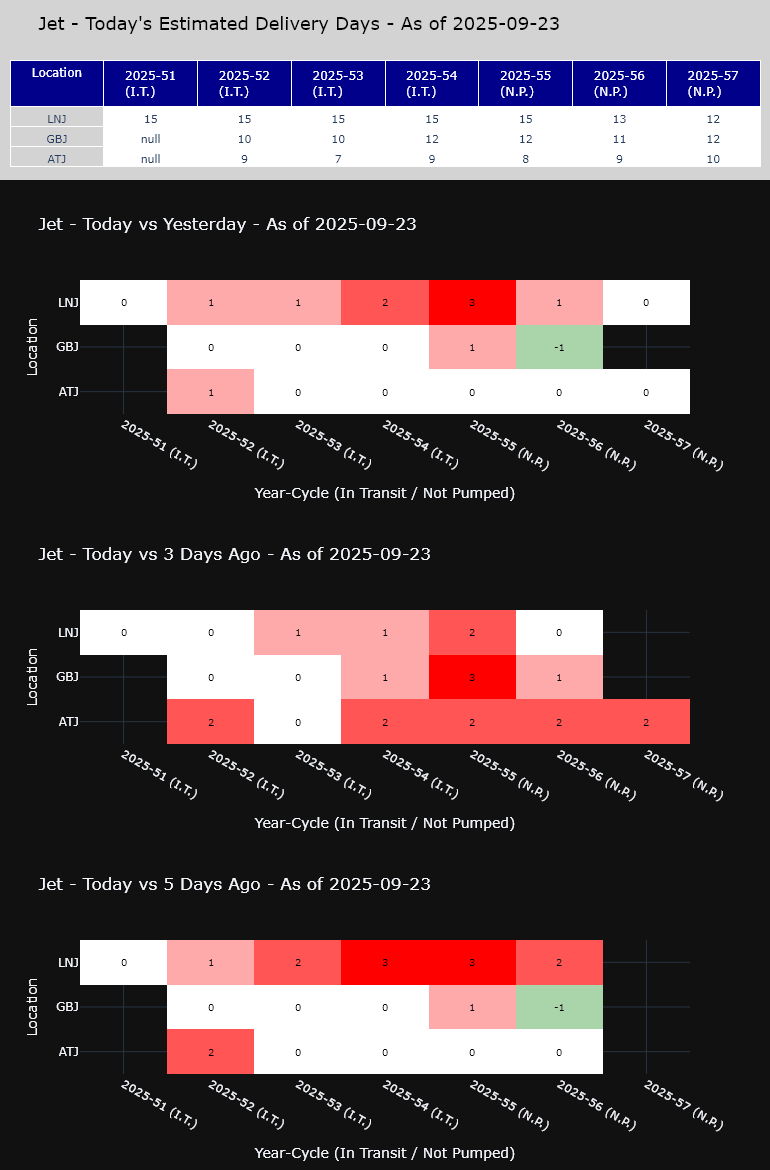 Jet - Today's Estimated Delivery Days - As of 2025-09-23
Location 2025-51 (I.T.) 2025-52 (I.T.) 2025-53 (I.T.) 2025-54 (I.T.) 2025-55 (N.P.) 2025-56 (N.P.) 2025-57 (N.P.)
LNJ 15 15 15 15 15 13 12
GBJ null 10 10 12 12 11 12
ATJ null 9 7 9 8 9 10
Jet - Today vs Yesterday - As of 2025-09-23
Location
LNJ 0 1 1 2 3 1 0
GBJ 0 0 0 1 -1
ATJ 1 0 0 0 0 0
2025-51 (I.T.) 2025-52 (I.T.) 2025-53 (I.T.) 2025-54 (I.T.) 2025-55 (N.P.) 2025-56 (N.P.) 2025-57 (N.P.)
Year-Cycle (In Transit / Not Pumped)
Jet - Today vs 3 Days Ago - As of 2025-09-23
Location
LNJ 0 0 1 1 2 0
GBJ 0 0 1 3 1
ATJ 2 0 2 2 2 2
2025-51 (I.T.) 2025-52 (I.T.) 2025-53 (I.T.) 2025-54 (I.T.) 2025-55 (N.P.) 2025-56 (N.P.) 2025-57 (N.P.)
Year-Cycle (In Transit / Not Pumped)
Jet - Today vs 5 Days Ago - As of 2025-09-23
Location
LNJ 0 1 2 3 3 2
GBJ 0 0 0 1 -1
ATJ 2 0 0 0 0
2025-51 (I.T.) 2025-52 (I.T.) 2025-53 (I.T.) 2025-54 (I.T.) 2025-55 (N.P.) 2025-56 (N.P.) 2025-57 (N.P.)
Year-Cycle (In Transit / Not Pumped)